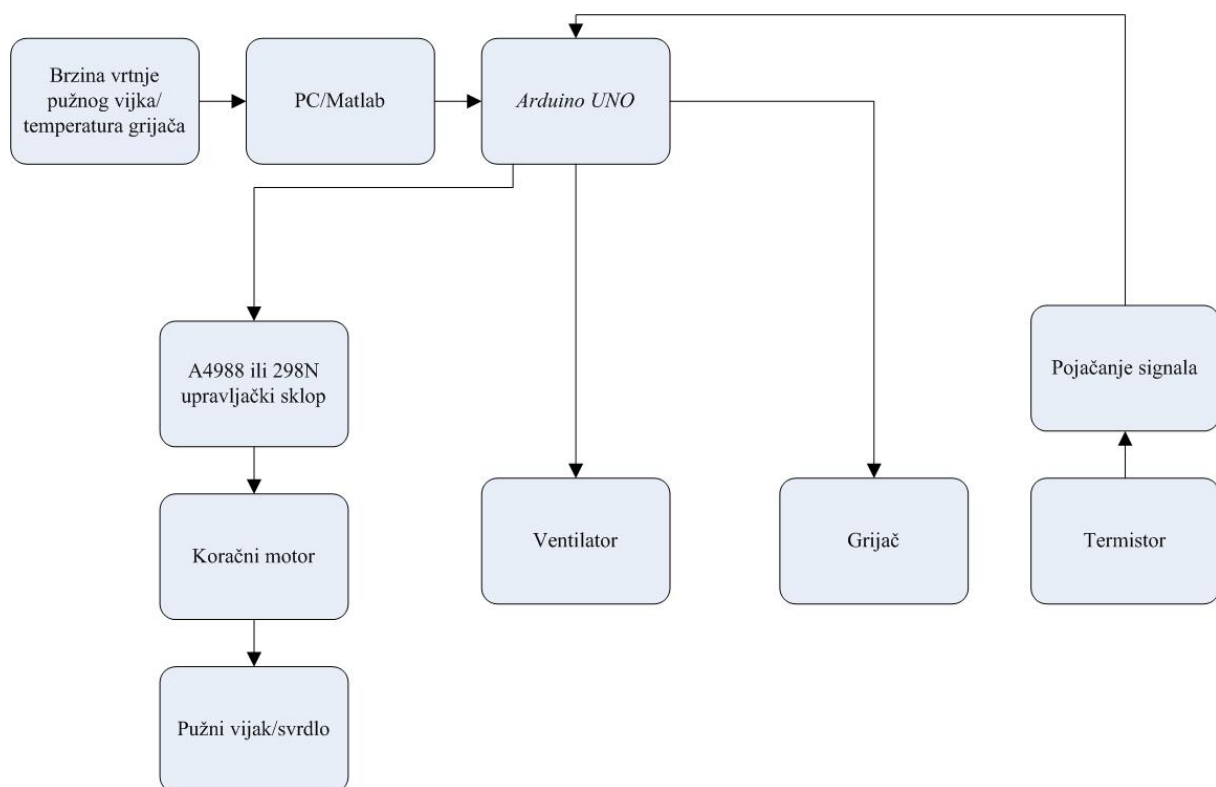 Brzina vrtnje
pužnog vijka/
temperatura grijača
PC/Matlab
Arduino UNO
A4988 ili 298N
upravljački sklop
Pojačanje signala
Koračni motor
Ventilator
Grijač
Termistor
Pužni vijak/svrdlo